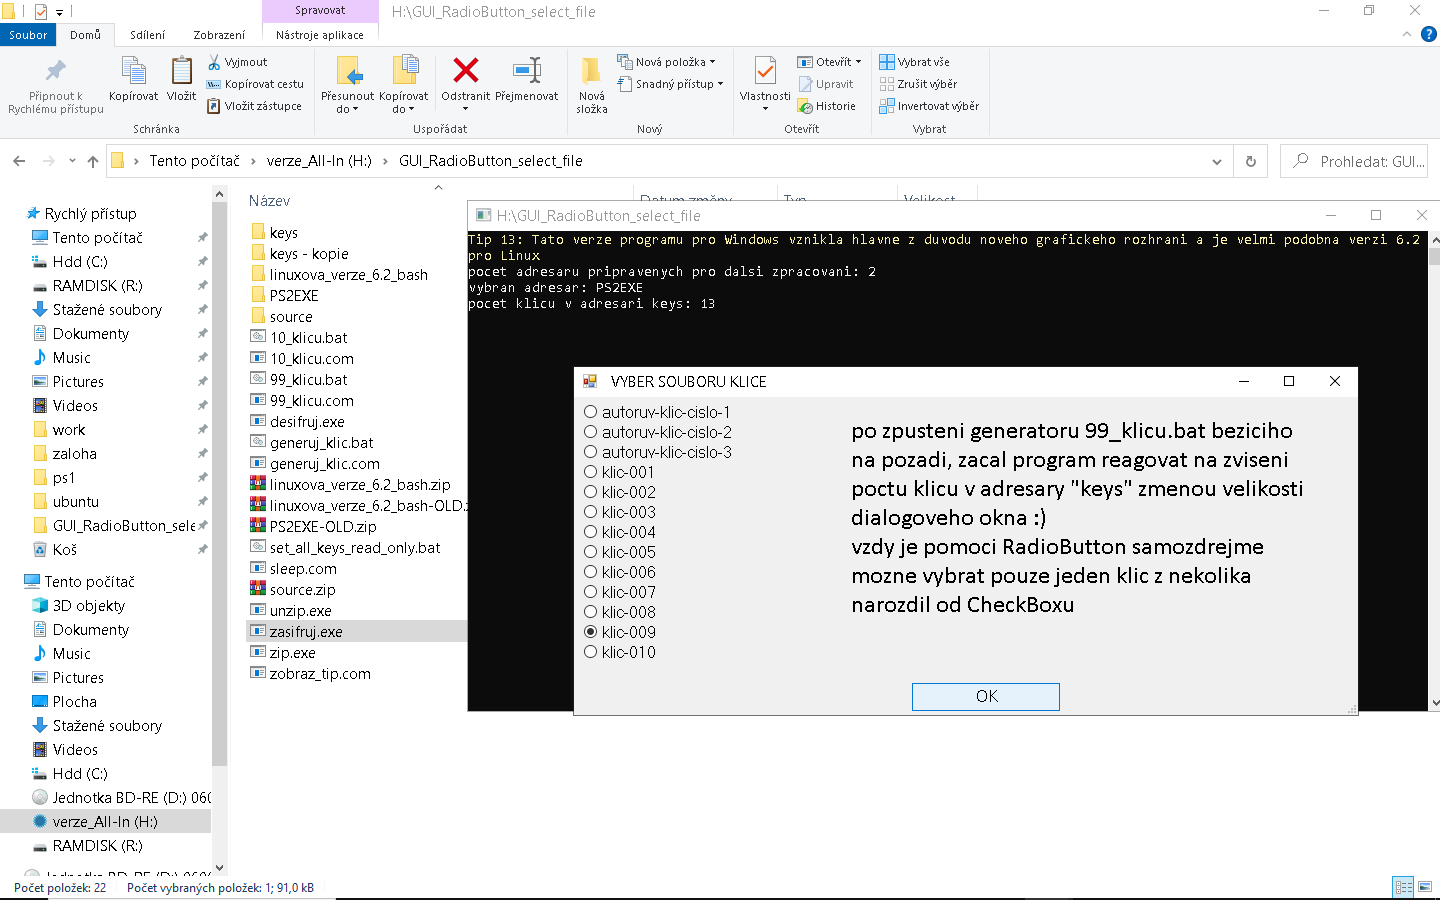 Spravovat
H:\GUI_RadioButton_select_file
Soubor
Domů
Sdílení
Zobrazení
Nástroje aplikace
Připnout k
Rychlému přístupu
Kopírovat
Vložit
Vyjmout
Kopírovat cestu
Vložit zástupce
Schránka
Přesunout
do
Kopírovat
do
Odstranit
Přejmenovat
Uspořádat
Nová
složka
Nová položka
Snadný přístup
Nový
Vlastnosti
Otevřít
Upravit
Historie
Otevřít
Vybrat vše
Zrušit výběr
Invertovat výběr
Vybrat
Tento počítač
verze_All-In (H:)
GUI_RadioButton_select_file
Prohledat: GUI...
Rychlý přístup
Tento počítač
Hdd (C:)
RAMDISK (R:)
Stažené soubory
Dokumenty
Music
Pictures
Videos
work
zaloha
ps1
ubuntu
GUI_RadioButton_sele
Koš
Tento počítač
3D objekty
Dokumenty
Music
Pictures
Plocha
Stažené soubory
Videos
Hdd (C:)
Jednotka BD-RE (D:) 060
verze_All-In (H:)
RAMDISK (R:)
Název
Datum změny
Typ
Velikost
keys
keys - kopie
linuxova_verze_6.2_bash
PS2EXE
source
10_klicu.bat
10_klicu.com
99_klicu.bat
99_klicu.com
desifruj.exe
generuj_klic.bat
generuj_klic.com
linuxova_verze_6.2_bash.zip
linuxova_verze_6.2_bash-OLD.z
PS2EXE-OLD.zip
set_all_keys_read_only.bat
sleep.com
source.zip
unzip.exe
zasifruj.exe
zip.exe
zobraz_tip.com
H:\GUI_RadioButton_select_file
Tip 13: Tato verze programu pro Windows vznikla hlavne z duvodu noveho grafickeho rozhrani a je velmi podobna verzi 6.2
pro Linux
pocet adresaru pripravenych pro dalsi zpracovani: 2
vybran adresar: PS2EXE
pocet klicu v adresari keys: 13
VYBER SOUBORU KLICE
autoruv-klic-cislo-1
autoruv-klic-cislo-2
autoruv-klic-cislo-3
klic-001
klic-002
klic-003
klic-004
klic-005
klic-006
klic-007
klic-008
klic-009
klic-010
po zpusteni generatoru 99_klicu.bat beziciho
na pozadi, zacal program reagovat na zviseni
poctu klicu v adresary "keys" zmenou velikosti
dialogoveho okna :)
vzdy je pomoci RadioButton samozdrejme
mozne vybrat pouze jeden klic z nekolika
narozdil od CheckBoxu
OK
Počet položek: 22
Počet vybraných položek: 1; 91,0 kB